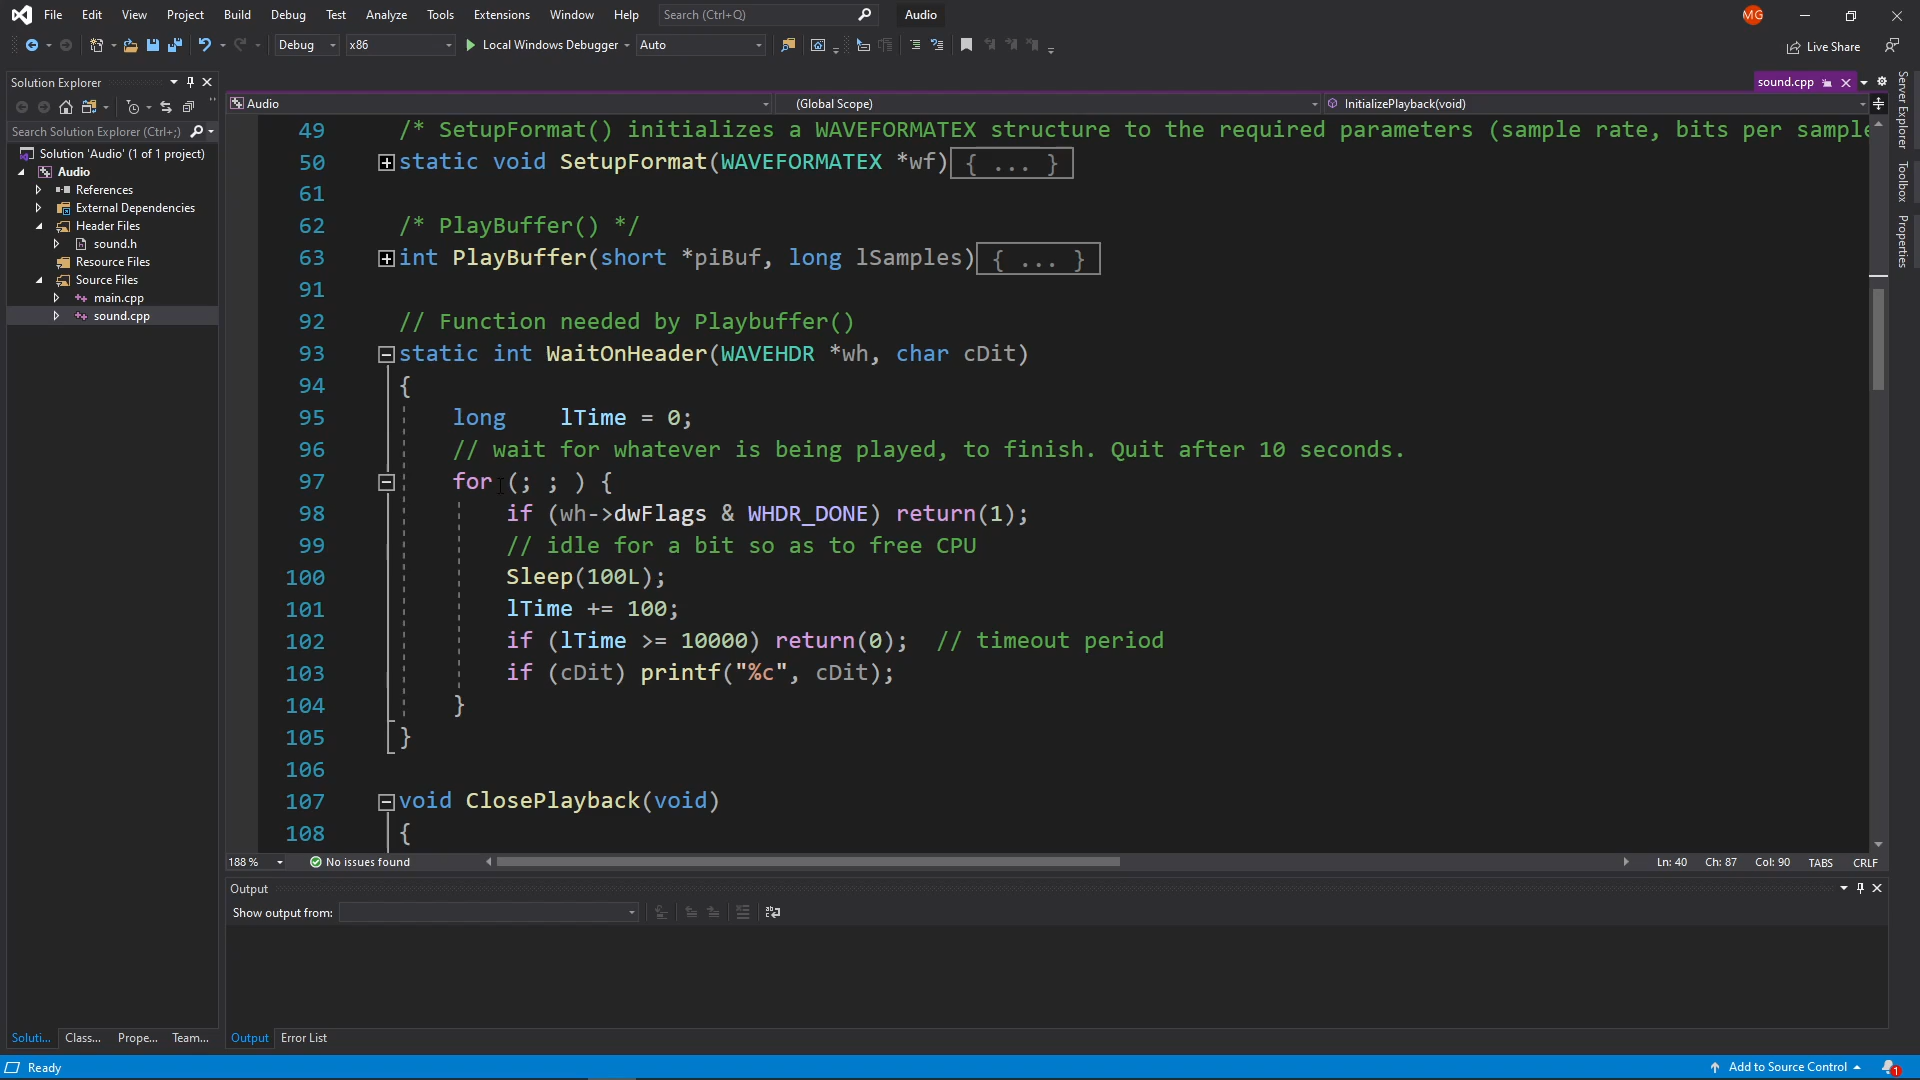 File Edit View Project Build Debug Test Analyze Tools Extensions Window Help Search (Ctrl+Q) Audio MG
Debug x86 Local Windows Debugger Auto Live Share
Solution Explorer
Search Solution Explorer (Ctrl+;)
Solution 'Audio' (1 of 1 project)
Audio
References
External Dependencies
Header Files
sound.h
Resource Files
Source Files
main.cpp
sound.cpp
Soluti... Class... Prope... Team...
sound.cpp
Audio (Global Scope) InitializePlayback(void)
49 /* SetupFormat() initializes a WAVEFORMATEX structure to the required parameters (sample rate, bits per sample
50 static void SetupFormat(WAVEFORMATEX *wf){ ... }
61
62 /* PlayBuffer() */
63 int PlayBuffer(short *piBuf, long lSamples){ ... }
91
92 // Function needed by Playbuffer()
93 static int WaitOnHeader(WAVEHDR *wh, char cDit)
94 {
95 long lTime = 0;
96 // wait for whatever is being played, to finish. Quit after 10 seconds.
97 for (; ; ) {
98 if (wh->dwFlags & WHDR_DONE) return(1);
99 // idle for a bit so as to free CPU
100 Sleep(100L);
101 lTime += 100;
102 if (lTime >= 10000) return(0); // timeout period
103 if (cDit) printf("%c", cDit);
104 }
105 }
106
107 void ClosePlayback(void)
108 {
188 % No issues found Ln: 40 Ch: 87 Col: 90 TABS CRLF
Output
Show output from:
Output Error List
Server Explorer
Toolbox
Properties
Ready Add to Source Control 1